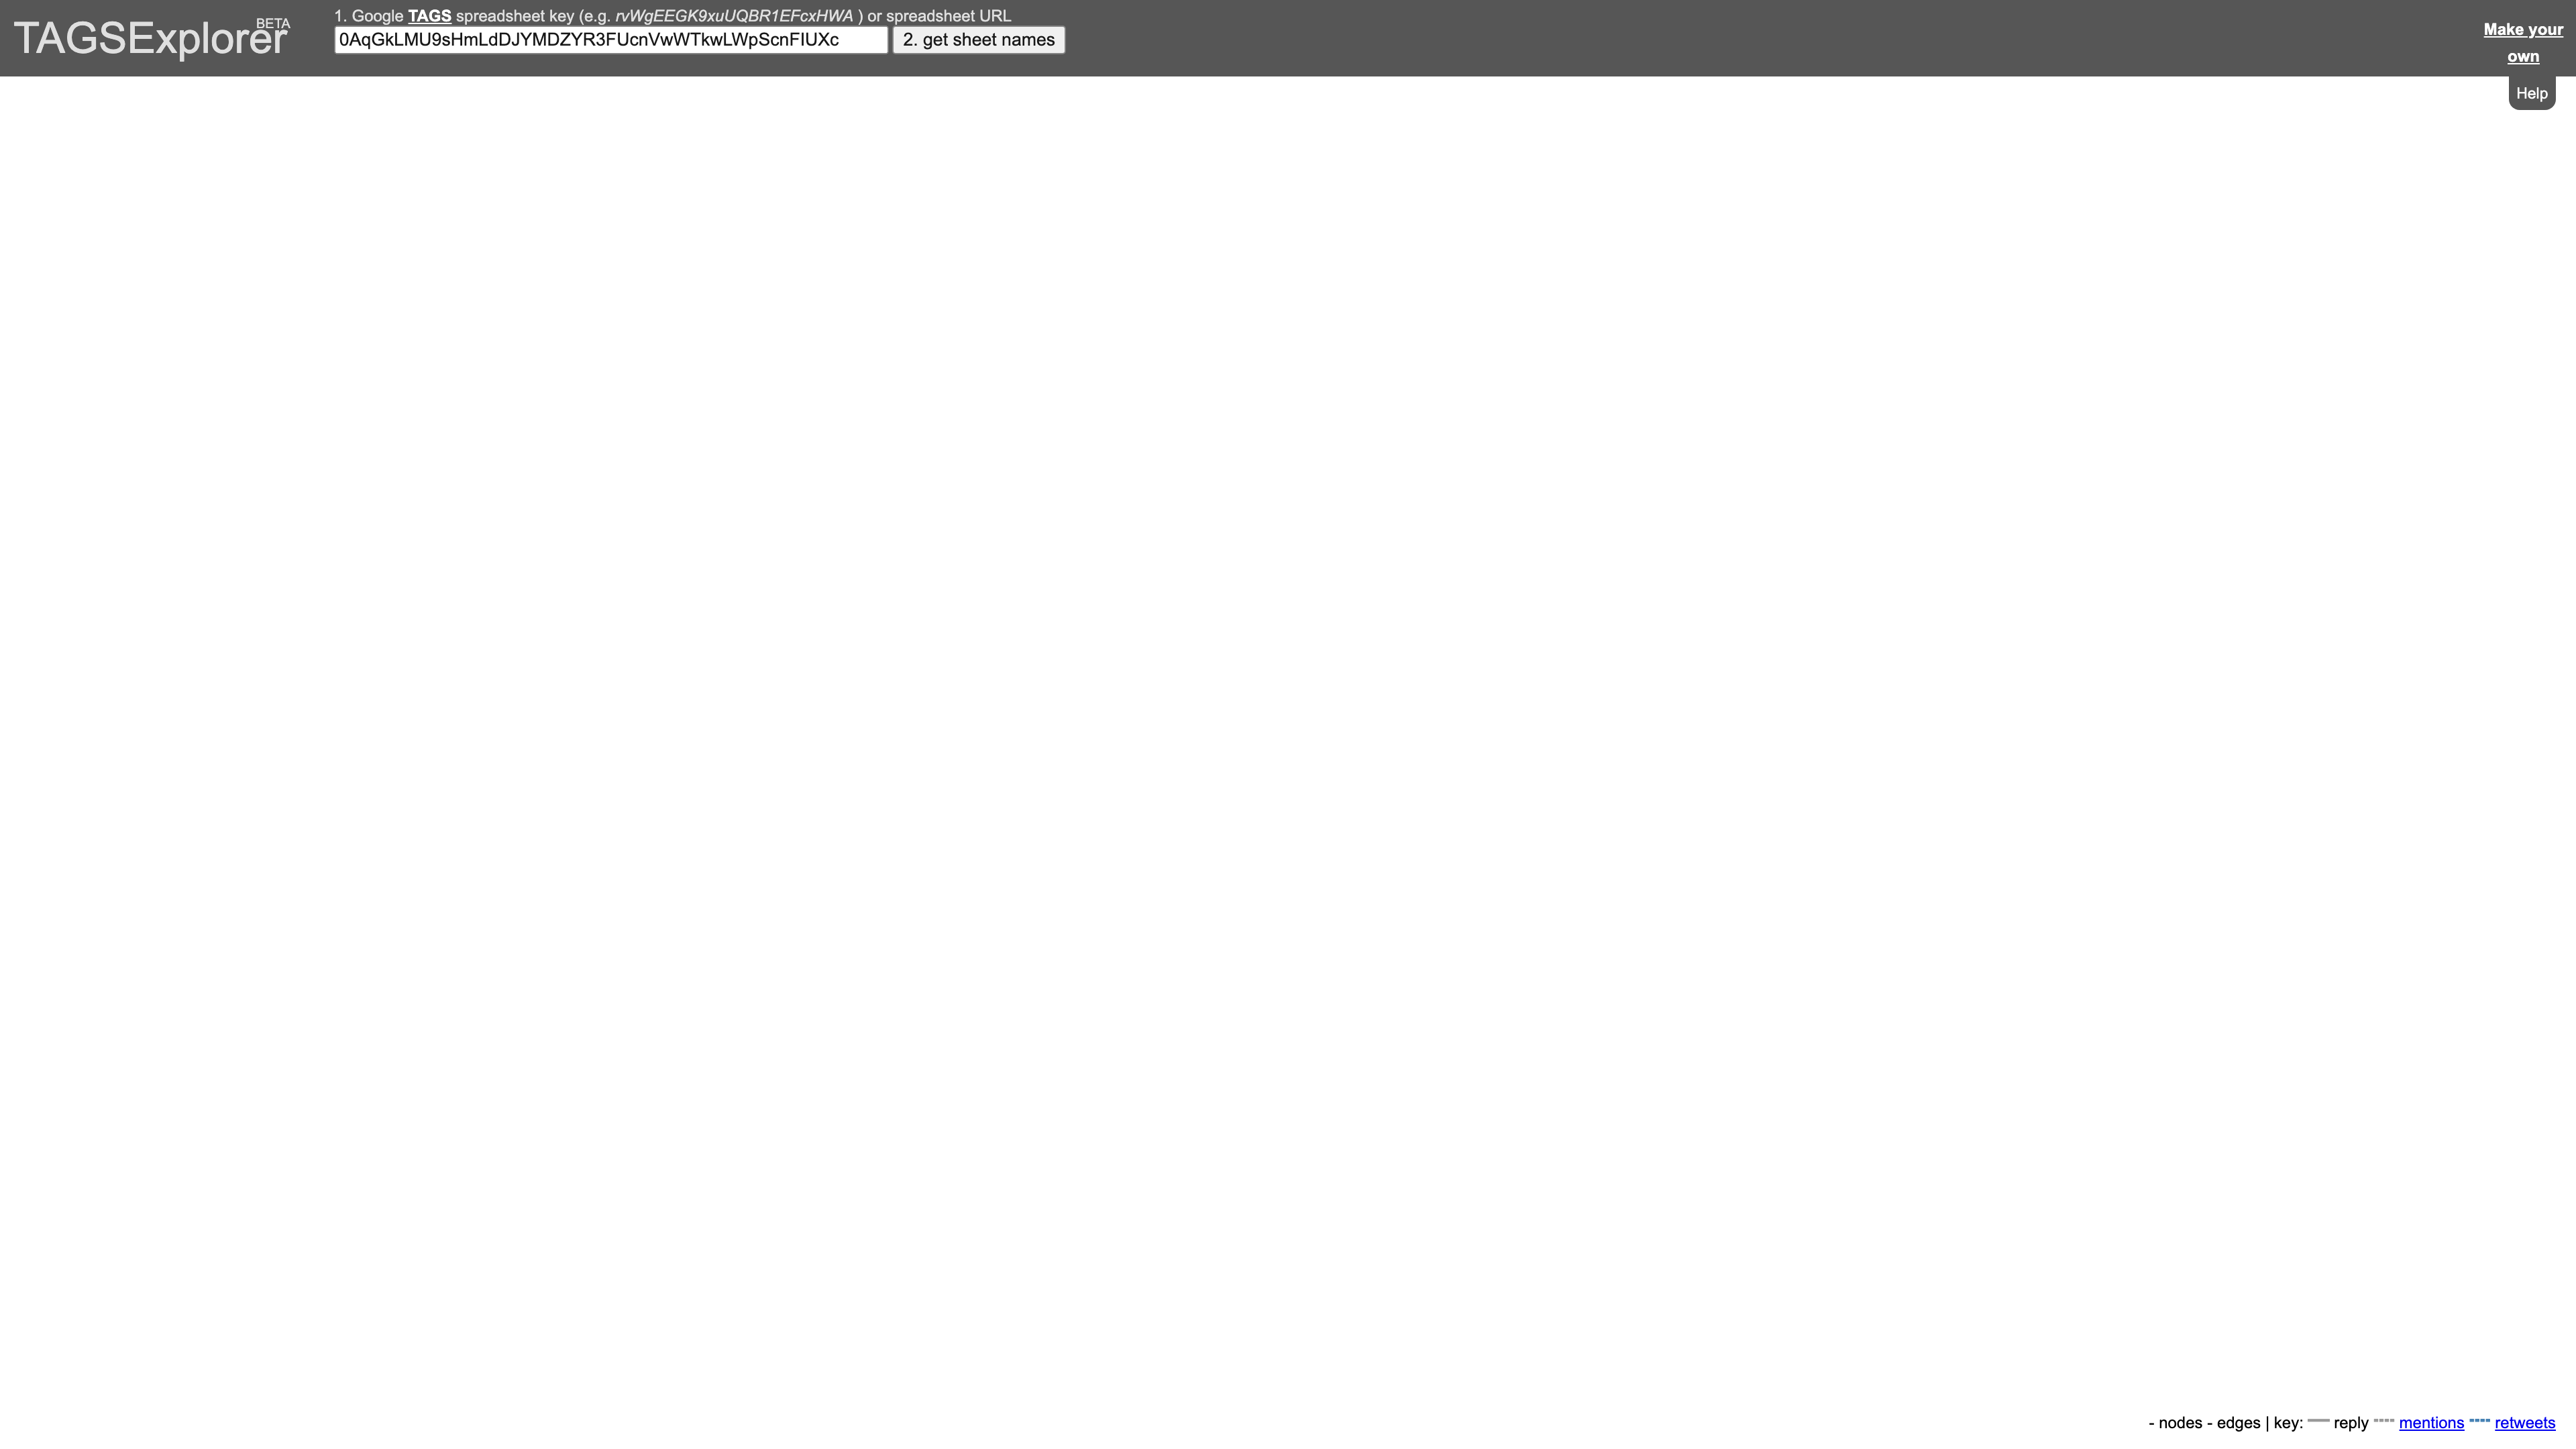 TAGSExplorer BETA
1. Google TAGS spreadsheet key (e.g. rvWgEEGK9xuUQBR1EFcxHWA ) or spreadsheet URL
0AqGkLMU9sHmLdDJYMDZYR3FUcnVwWTkwLWpScnFIUXc 2. get sheet names
Make your
own
Help
- nodes - edges | key: reply mentions retweets